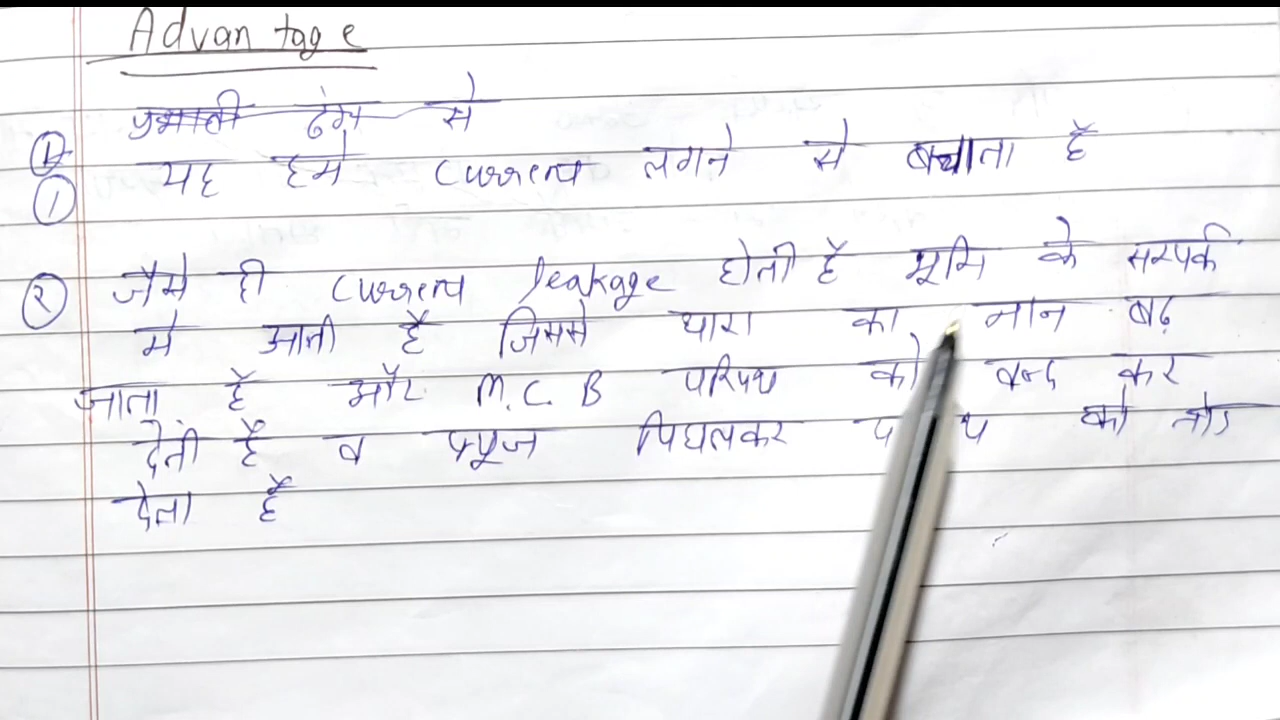 Advantage
प्रभावी ढंग से
① यह हमे current लगने से बचाता है
② जैसे ही current leakage होती है भूमि के सम्पर्क
मे आती है जिससे धारा का मान बढ़
जाता है और M.C.B परिपथ को बन्द कर
देती है व फ्यूज पिघलकर को तोड
देता है